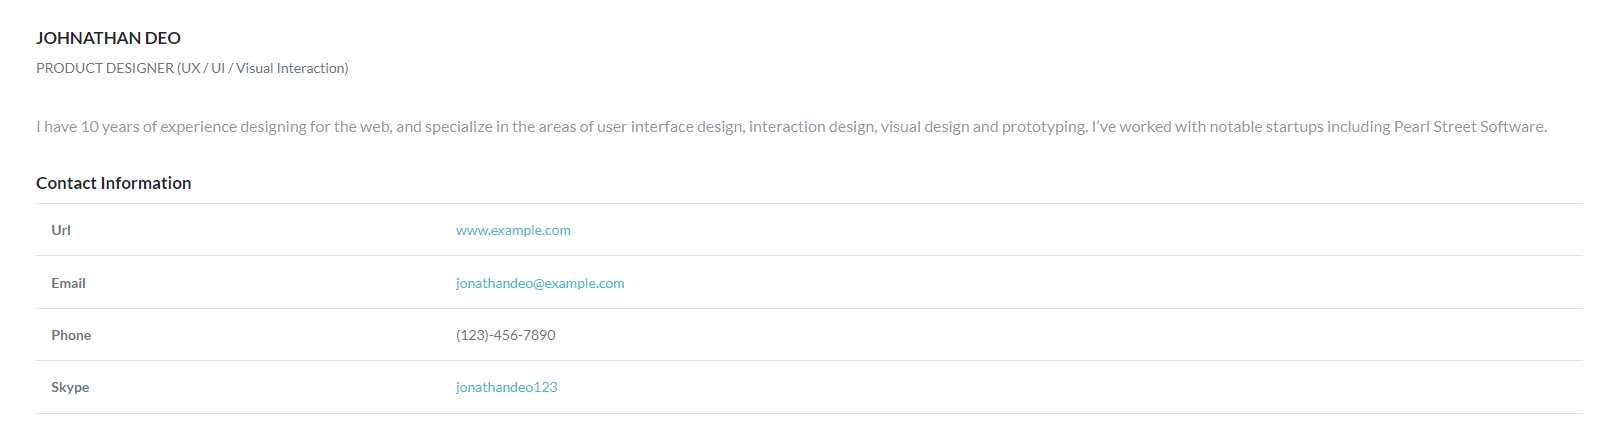 JOHNATHAN DEO
PRODUCT DESIGNER (UX / UI / Visual Interaction)
I have 10 years of experience designing for the web, and specialize in the areas of user interface design, interaction design, visual design and prototyping. I’ve worked with notable startups including Pearl Street Software.
Contact Information
Url www.example.com
Email jonathandeo@example.com
Phone (123)-456-7890
Skype jonathandeo123